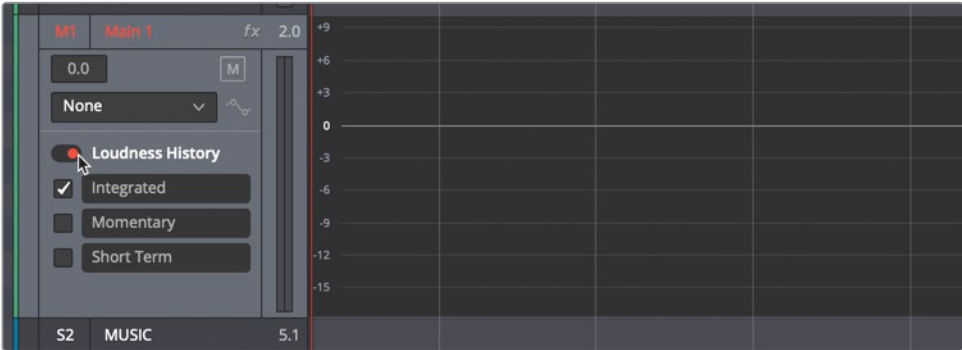 M1 Main 1 fx 2.0
0.0 M
None
Loudness History
Integrated
Momentary
Short Term
+9
+6
+3
0
-3
-6
-9
-12
-15
S2 MUSIC 5.1